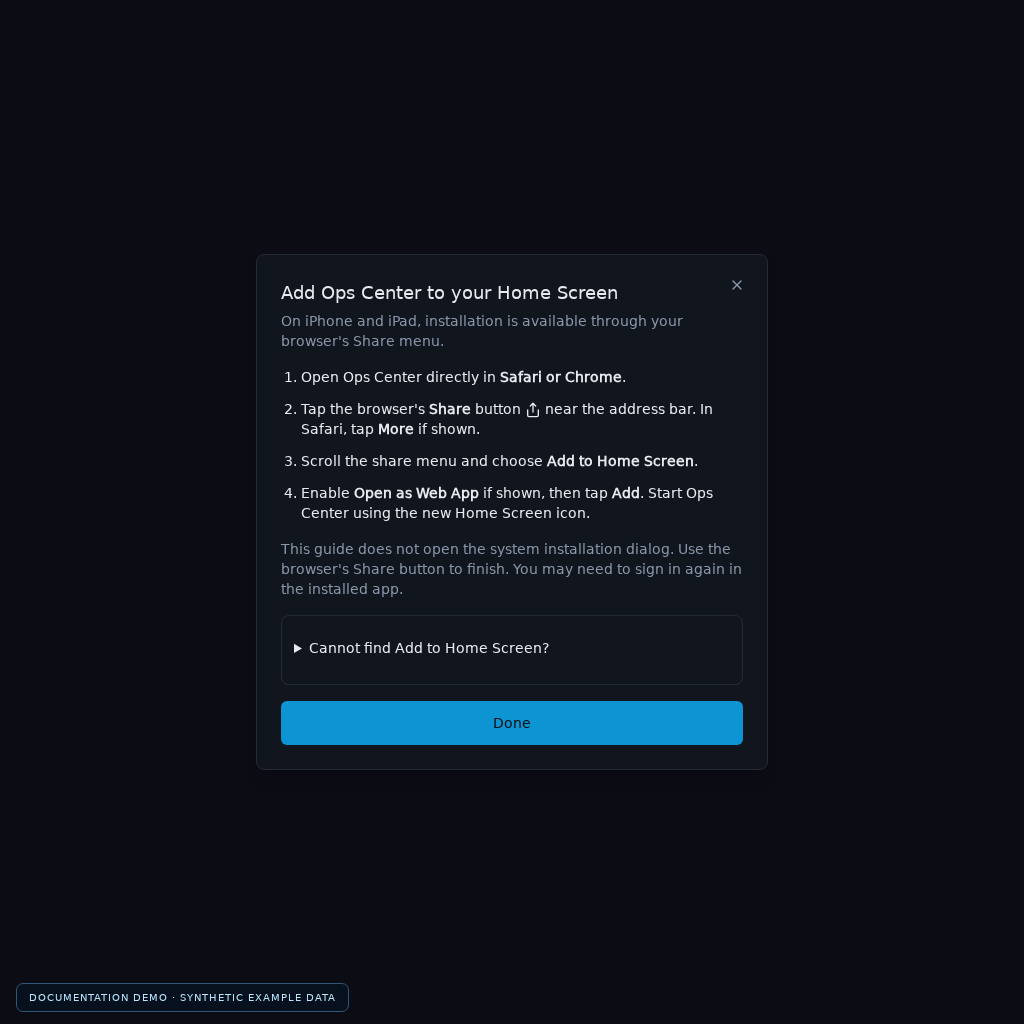 Add Ops Center to your Home Screen
On iPhone and iPad, installation is available through your
browser's Share menu.
1. Open Ops Center directly in Safari or Chrome.
2. Tap the browser's Share button near the address bar. In
Safari, tap More if shown.
3. Scroll the share menu and choose Add to Home Screen.
4. Enable Open as Web App if shown, then tap Add. Start Ops
Center using the new Home Screen icon.
This guide does not open the system installation dialog. Use the
browser's Share button to finish. You may need to sign in again in
the installed app.
Cannot find Add to Home Screen?
Done
DOCUMENTATION DEMO · SYNTHETIC EXAMPLE DATA